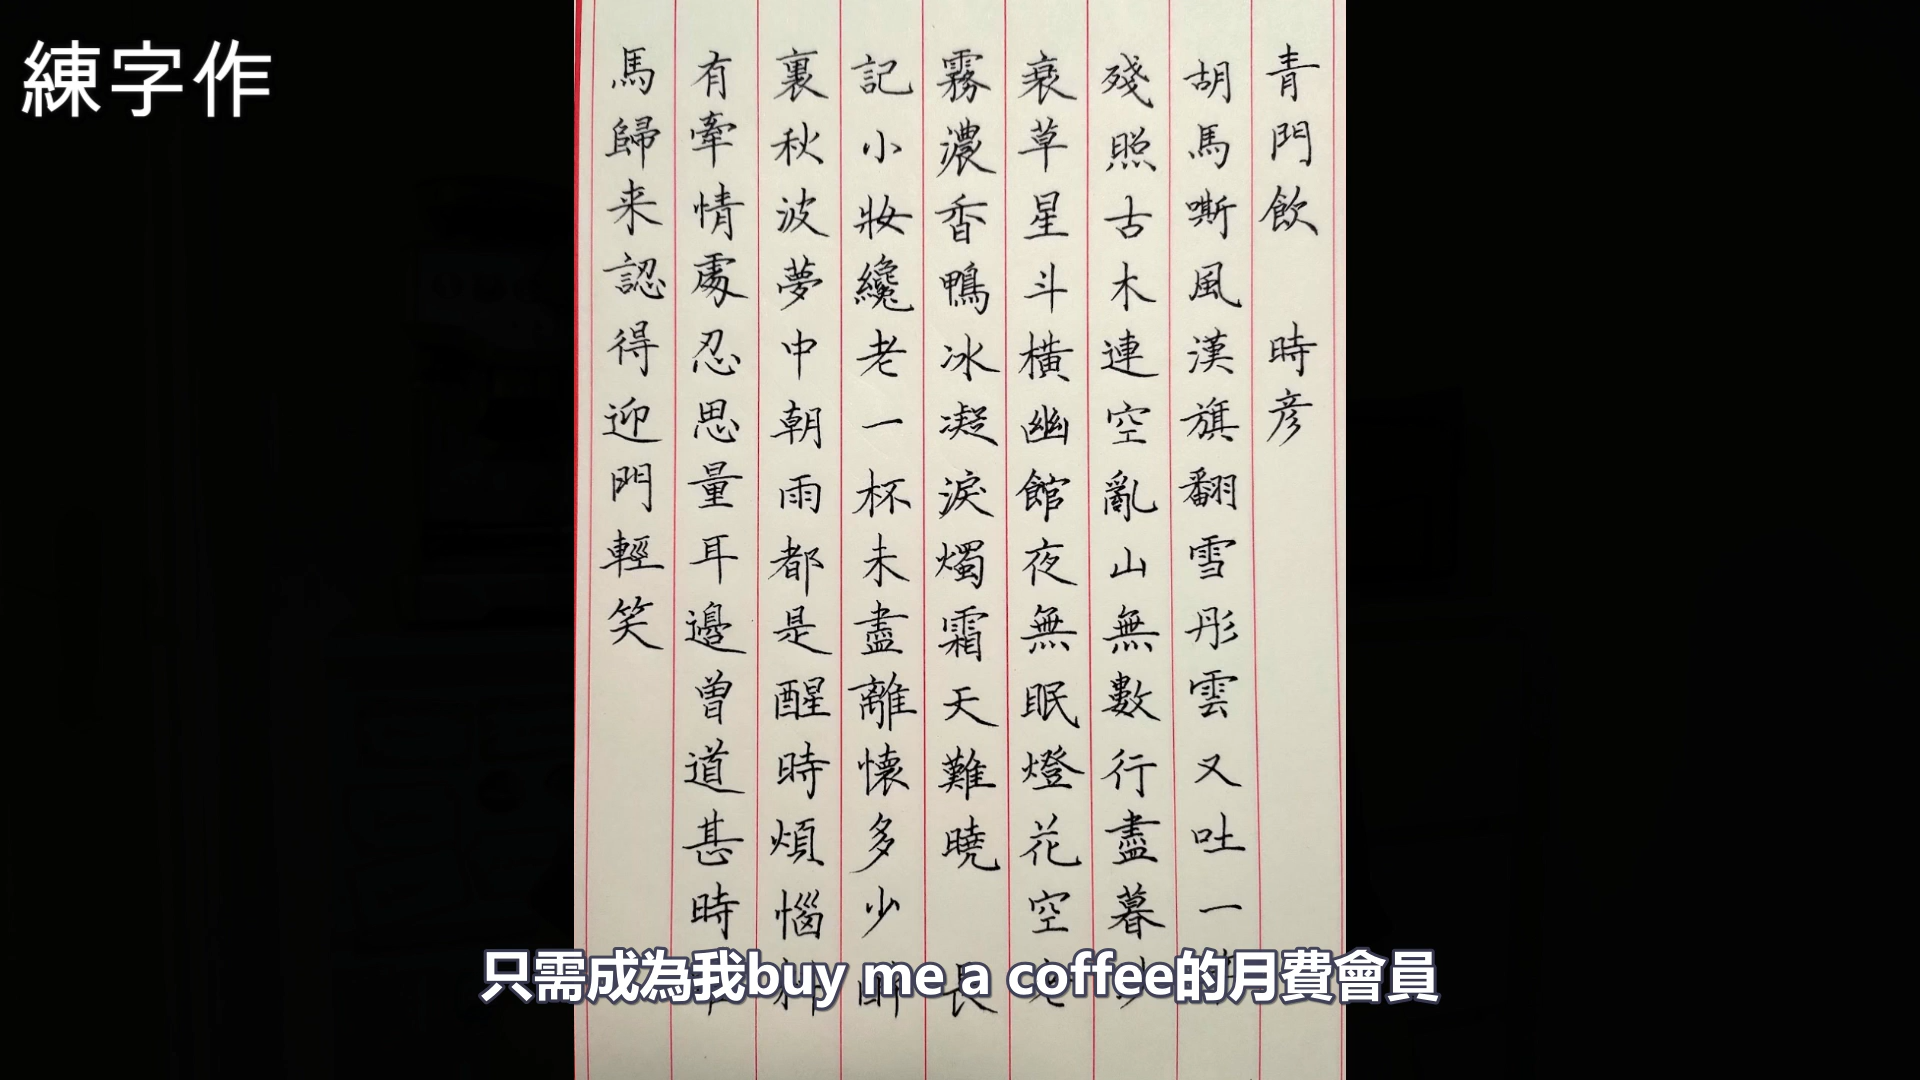 練字作
青門飲 時彦
胡馬嘶風漢旗翻雪彤雲又吐一
殘照古木連空亂山無數行盡暮
衰草星斗橫幽館夜無眠燈花空
霧濃香鴨冰凝淚燭霜天難曉 長
記小妝纔老一杯未盡離懷多少
裏秋波夢中朝雨都是醒時煩惱
有牽情處忍思量耳邊曾道甚時
馬歸来認得迎門輕笑
只需成為我buy me a coffee的月費會員